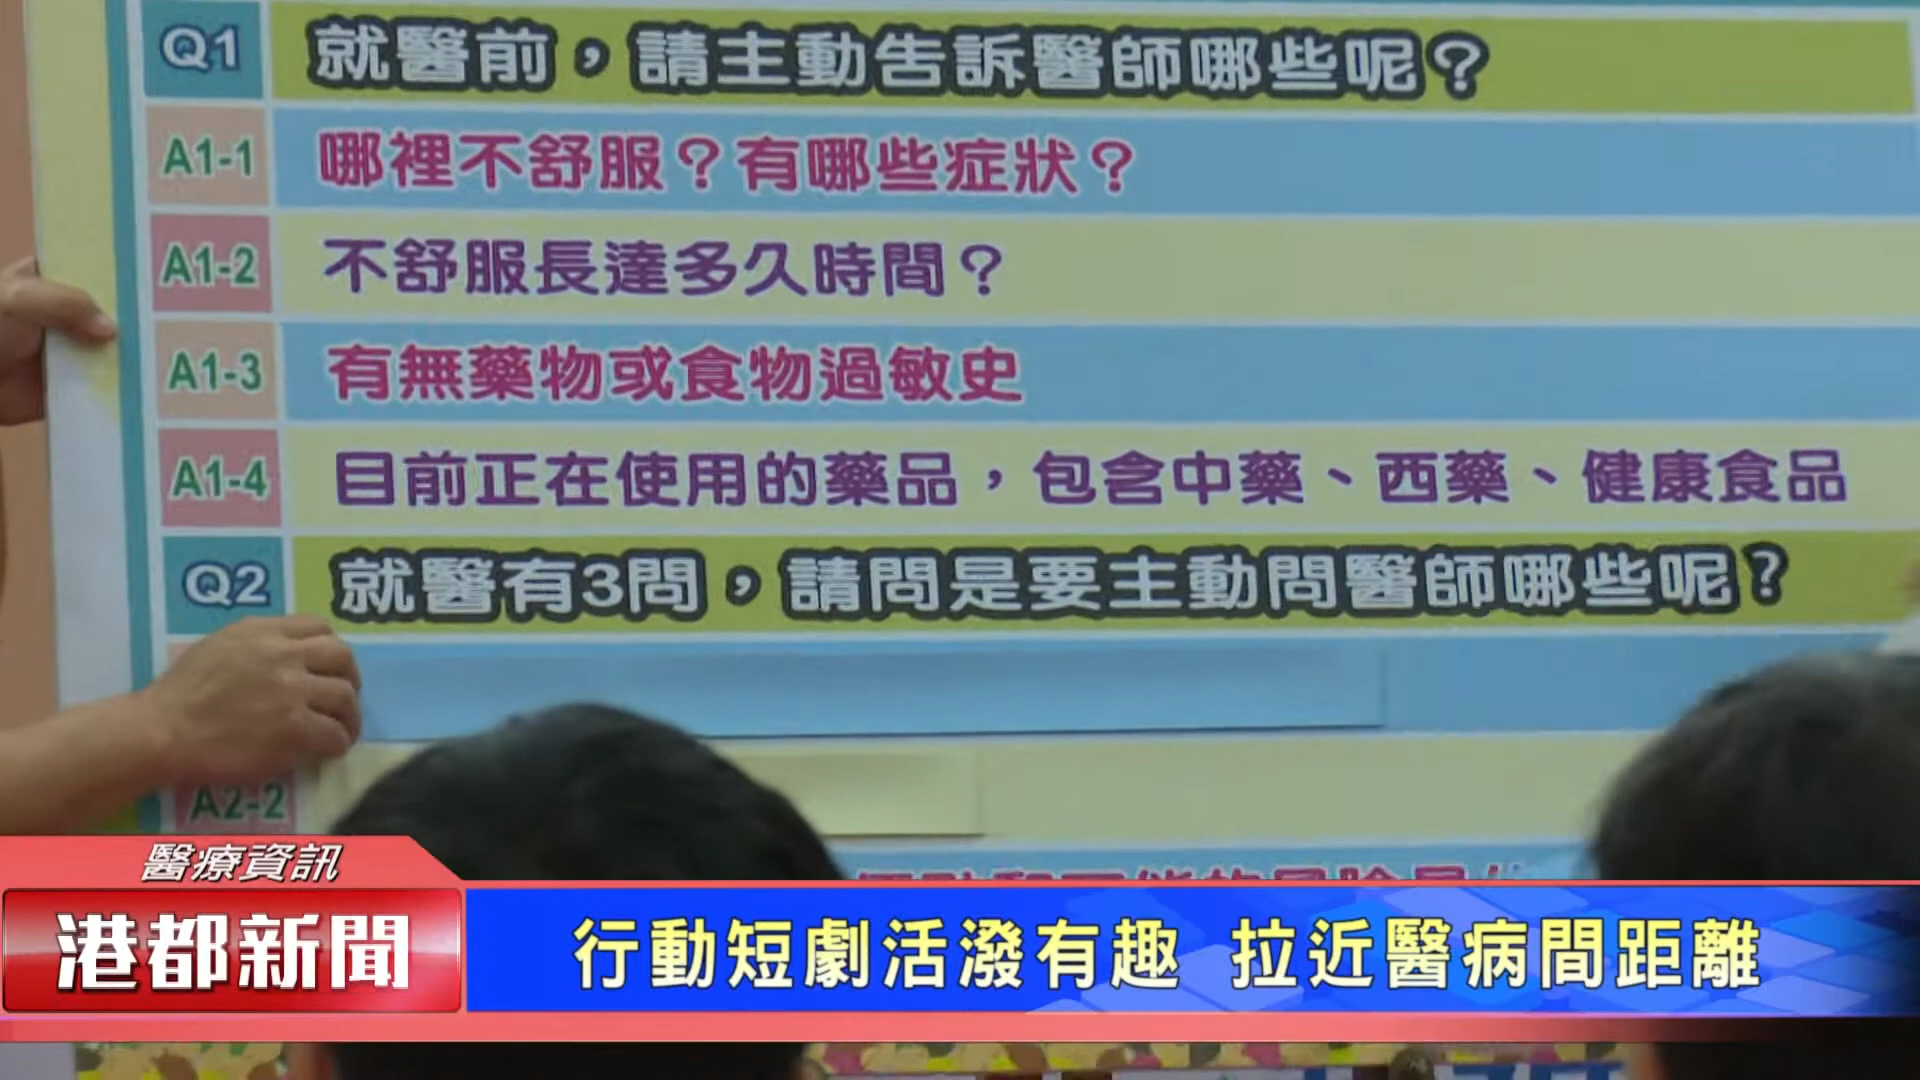 Q1 就醫前，請主動告訴醫師哪些呢？
A1-1 哪裡不舒服？有哪些症狀？
A1-2 不舒服長達多久時間？
A1-3 有無藥物或食物過敏史
A1-4 目前正在使用的藥品，包含中藥、西藥、健康食品
Q2 就醫有3問，請問是要主動問醫師哪些呢？
A2-2
醫療資訊
港都新聞
行動短劇活潑有趣 拉近醫病間距離